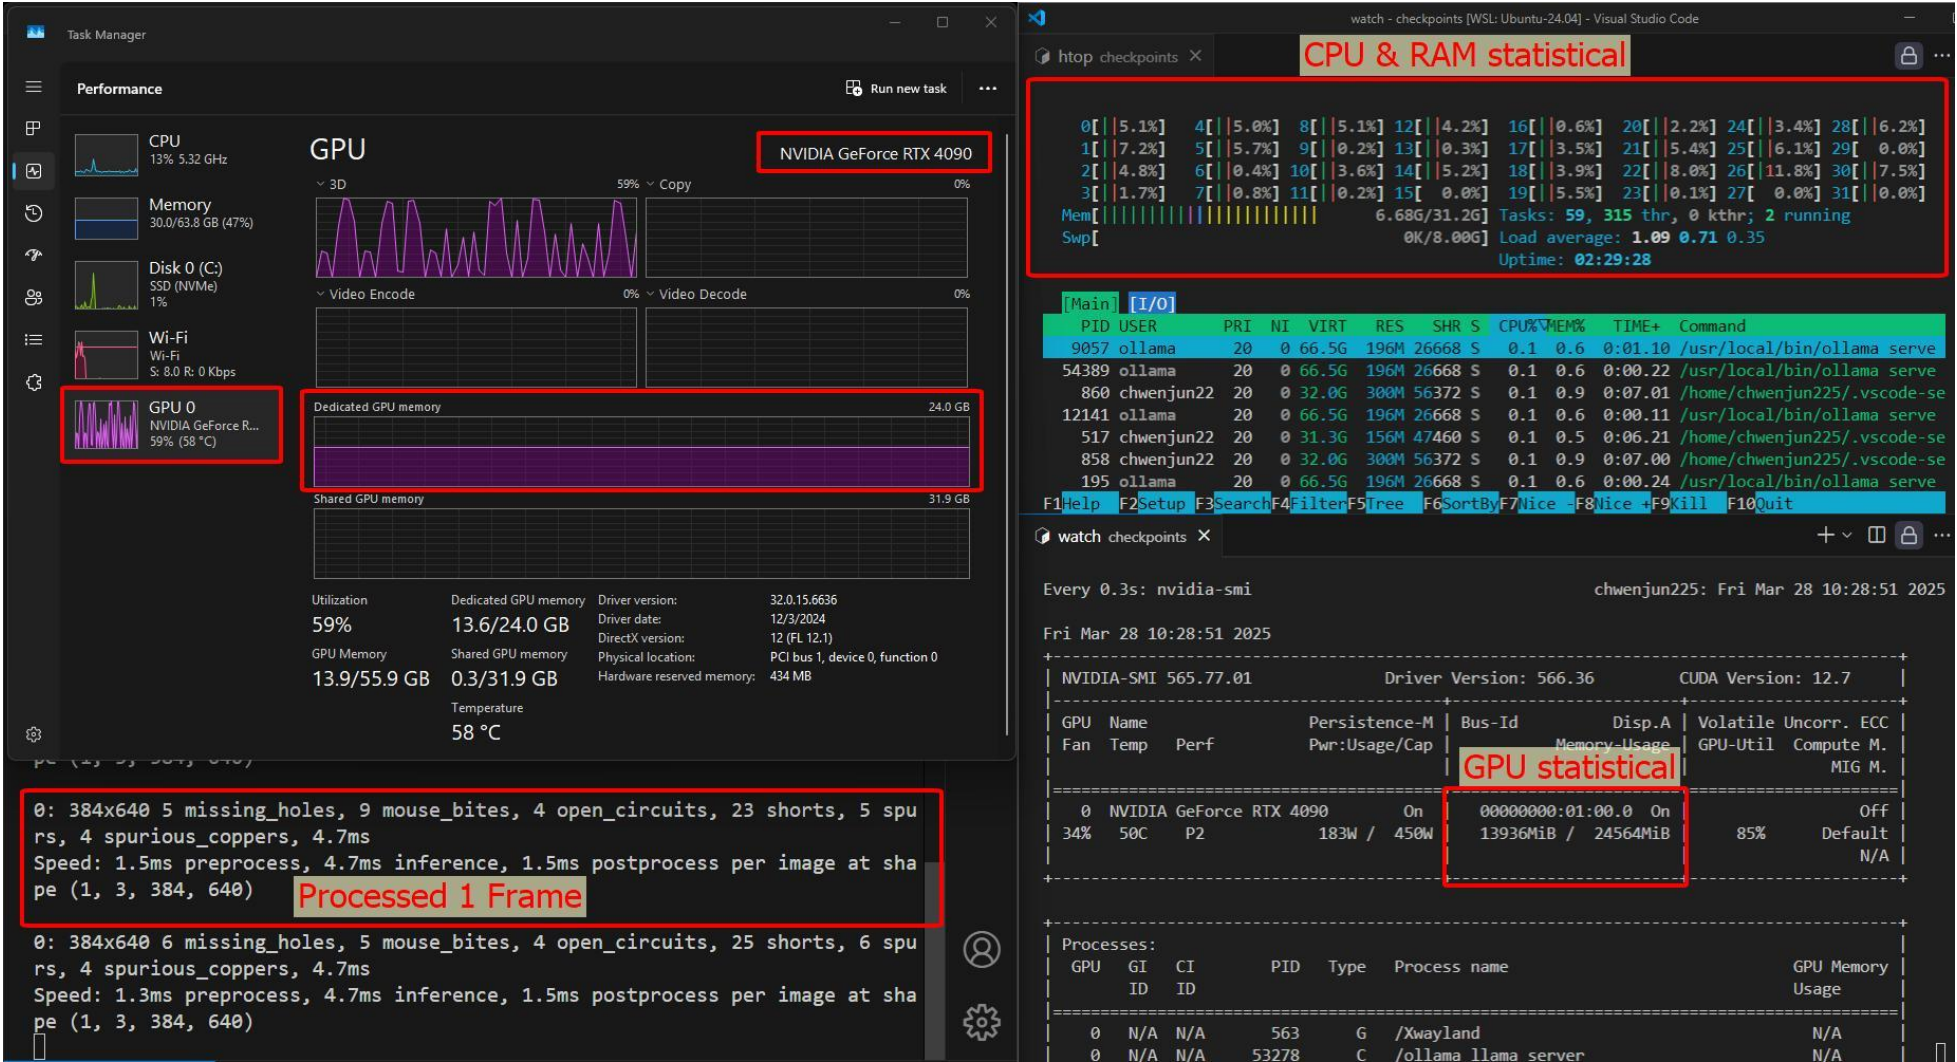 Task Manager
Performance
Run new task
CPU
13% 5.32 GHz
Memory
30.0/63.8 GB (47%)
Disk 0 (C:)
SSD (NVMe)
1%
Wi-Fi
Wi-Fi
S: 8.0 R: 0 Kbps
GPU 0
NVIDIA GeForce R...
59% (58 °C)
GPU
NVIDIA GeForce RTX 4090
3D 59% Copy 0%
Video Encode 0% Video Decode 0%
Dedicated GPU memory 24.0 GB
Shared GPU memory 31.9 GB
Utilization
59%
Dedicated GPU memory
13.6/24.0 GB
GPU Memory
13.9/55.9 GB
Shared GPU memory
0.3/31.9 GB
Temperature
58 °C
Driver version: 32.0.15.6636
Driver date: 12/3/2024
DirectX version: 12 (FL 12.1)
Physical location: PCI bus 1, device 0, function 0
Hardware reserved memory: 434 MB
0: 384x640 5 missing_holes, 9 mouse_bites, 4 open_circuits, 23 shorts, 5 spu
rs, 4 spurious_coppers, 4.7ms
Speed: 1.5ms preprocess, 4.7ms inference, 1.5ms postprocess per image at sha
pe (1, 3, 384, 640)
Processed 1 Frame
0: 384x640 6 missing_holes, 5 mouse_bites, 4 open_circuits, 25 shorts, 6 spu
rs, 4 spurious_coppers, 4.7ms
Speed: 1.3ms preprocess, 4.7ms inference, 1.5ms postprocess per image at sha
pe (1, 3, 384, 640)
watch - checkpoints [WSL: Ubuntu-24.04] - Visual Studio Code
htop checkpoints
CPU & RAM statistical
0[||5.1%] 4[||5.0%] 8[||5.1%] 12[||4.2%] 16[||0.6%] 20[||2.2%] 24[||3.4%] 28[||6.2%]
1[||7.2%] 5[||5.7%] 9[||0.2%] 13[||0.3%] 17[||3.5%] 21[||5.4%] 25[||6.1%] 29[ 0.0%]
2[||4.8%] 6[||0.4%] 10[||3.6%] 14[||5.2%] 18[||3.9%] 22[||8.0%] 26[|11.8%] 30[||7.5%]
3[||1.7%] 7[||0.8%] 11[||0.2%] 15[ 0.0%] 19[||5.5%] 23[||0.1%] 27[ 0.0%] 31[||0.0%]
Mem[||||||||||||||||||||||| 6.68G/31.2G] Tasks: 59, 315 thr, 0 kthr; 2 running
Swp[ 0K/8.00G] Load average: 1.09 0.71 0.35
Uptime: 02:29:28
[Main] [I/O]
PID USER PRI NI VIRT RES SHR S CPU%▽MEM% TIME+ Command
9057 ollama 20 0 66.5G 196M 26668 S 0.1 0.6 0:01.10 /usr/local/bin/ollama serve
54389 ollama 20 0 66.5G 196M 26668 S 0.1 0.6 0:00.22 /usr/local/bin/ollama serve
860 chwenjun22 20 0 32.0G 300M 56372 S 0.1 0.9 0:07.01 /home/chwenjun225/.vscode-se
12141 ollama 20 0 66.5G 196M 26668 S 0.1 0.6 0:00.11 /usr/local/bin/ollama serve
517 chwenjun22 20 0 31.3G 156M 47460 S 0.1 0.5 0:06.21 /home/chwenjun225/.vscode-se
858 chwenjun22 20 0 32.0G 300M 56372 S 0.1 0.9 0:07.00 /home/chwenjun225/.vscode-se
195 ollama 20 0 66.5G 196M 26668 S 0.1 0.6 0:00.24 /usr/local/bin/ollama serve
F1Help F2Setup F3SearchF4FilterF5Tree F6SortByF7Nice -F8Nice +F9Kill F10Quit
watch checkpoints
Every 0.3s: nvidia-smi chwenjun225: Fri Mar 28 10:28:51 2025
Fri Mar 28 10:28:51 2025
NVIDIA-SMI 565.77.01 Driver Version: 566.36 CUDA Version: 12.7
GPU Name Persistence-M | Bus-Id Disp.A | Volatile Uncorr. ECC
Fan Temp Perf Pwr:Usage/Cap | Memory-Usage | GPU-Util Compute M.
MIG M.
GPU statistical
0 NVIDIA GeForce RTX 4090 On | 00000000:01:00.0 On | Off
34% 50C P2 183W / 450W | 13936MiB / 24564MiB | 85% Default
N/A
Processes:
GPU GI CI PID Type Process name GPU Memory
ID ID Usage
0 N/A N/A 563 G /Xwayland N/A
0 N/A N/A 53278 C /ollama_llama_server N/A